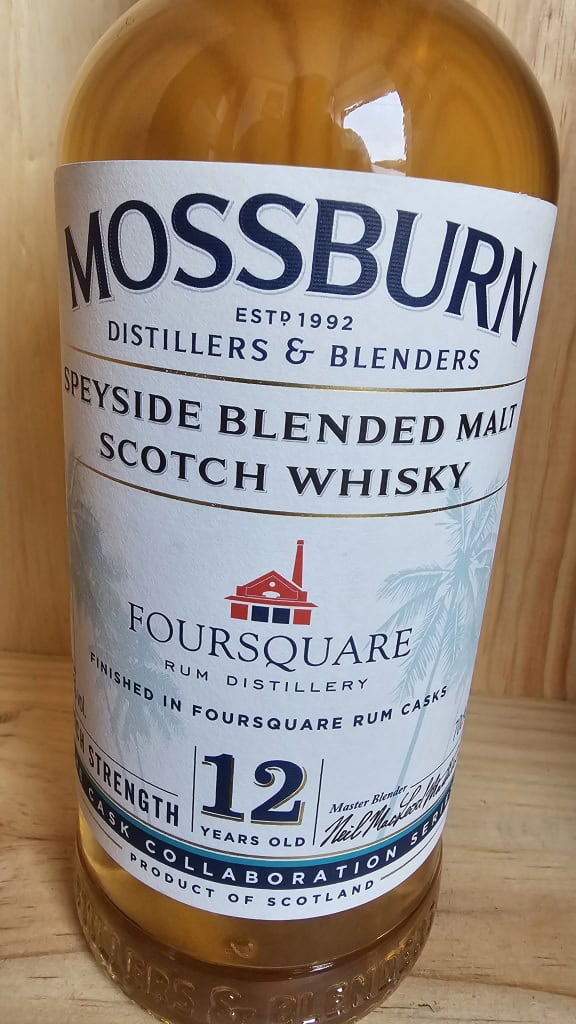 MOSSBURN
ESTD 1992
DISTILLERS & BLENDERS
SPEYSIDE BLENDED MALT
SCOTCH WHISKY
FOURSQUARE
RUM DISTILLERY
FINISHED IN FOURSQUARE RUM CASKS
STRENGTH
12
YEARS OLD
Master Blender
CASK COLLABORATION
PRODUCT OF SCOTLAND
& BLENDE